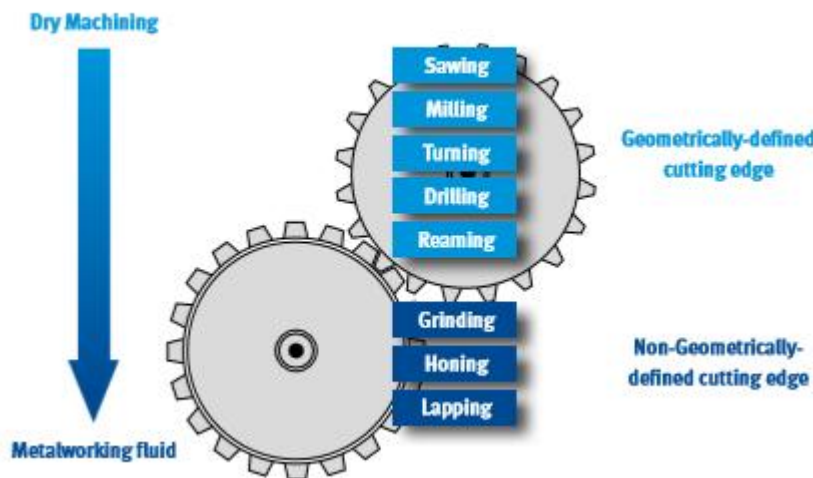 Dry Machining
Sawing
Milling
Turning
Drilling
Reaming
Geometrically-defined
cutting edge
Grinding
Honing
Lapping
Non-Geometrically-
defined cutting edge
Metalworking fluid